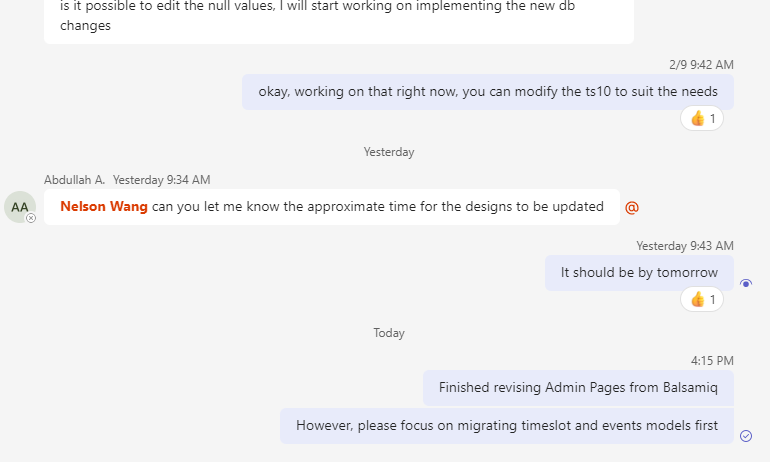 is it possible to edit the null values, I will start working on implementing the new db
changes
2/9 9:42 AM
okay, working on that right now, you can modify the ts10 to suit the needs
👍 1
Yesterday
Abdullah A. Yesterday 9:34 AM
AA
Nelson Wang can you let me know the approximate time for the designs to be updated
@
Yesterday 9:43 AM
It should be by tomorrow
👍 1
Today
4:15 PM
Finished revising Admin Pages from Balsamiq
However, please focus on migrating timeslot and events models first